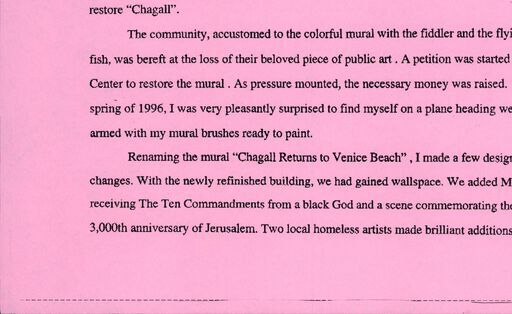 restore “Chagall”.
The community, accustomed to the colorful mural with the fiddler and the
fish, was bereft at the loss of their beloved piece of public art . A petition was started
Center to restore the mural . As pressure mounted, the necessary money was raised.
spring of 1996, I was very pleasantly surprised to find myself on a plane heading
armed with my mural brushes ready to paint.
Renaming the mural “Chagall Returns to Venice Beach” , I made a few
changes. With the newly refinished building, we had gained wallspace. We added
receiving The Ten Commandments from a black God and a scene commemorating
3,000th anniversary of Jerusalem. Two local homeless artists made brilliant additions